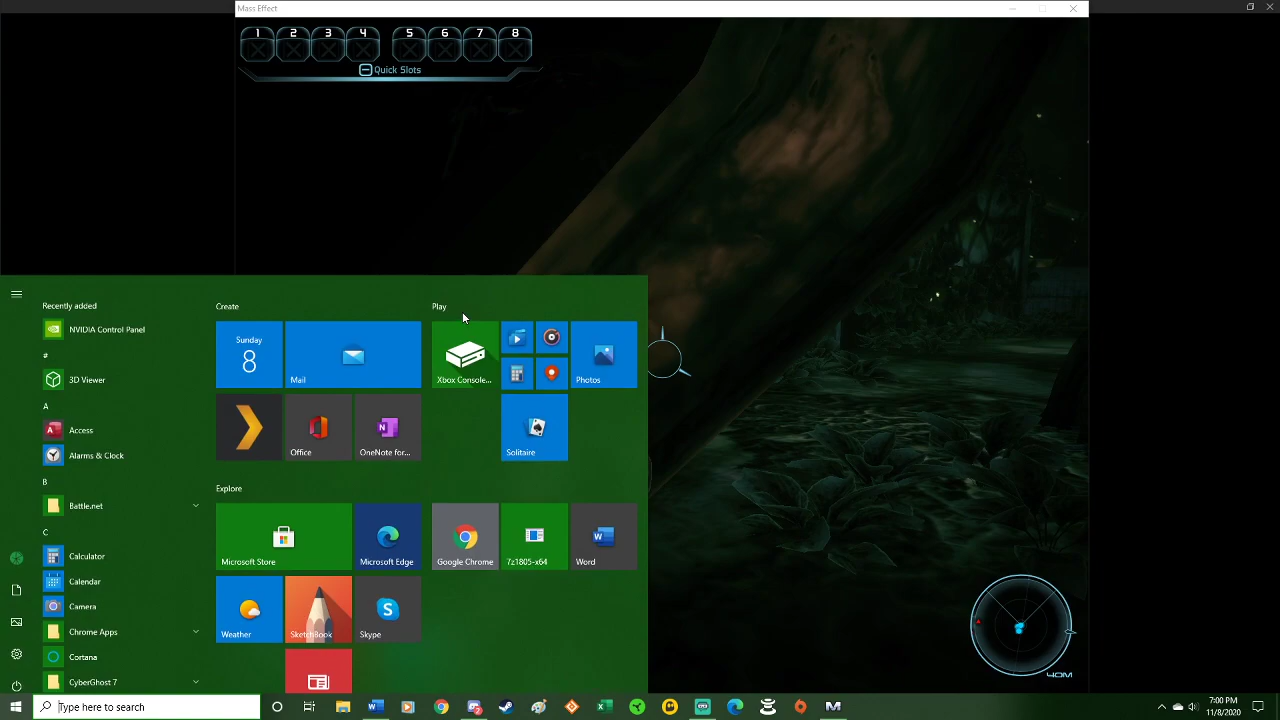 Mass Effect
1 2 3 4 5 6 7 8
Quick Slots
Recently added
NVIDIA Control Panel
#
3D Viewer
A
Access
Alarms & Clock
B
Battle.net
C
Calculator
Calendar
Camera
Chrome Apps
Cortana
CyberGhost 7
Create
Sunday
8
Mail
Office
OneNote for...
Explore
Microsoft Store
Microsoft Edge
Weather
SketchBook
Skype
Play
Xbox Console...
Photos
Solitaire
Google Chrome
7z1805-x64
Word
40M
Type here to search
7:00 PM
11/8/2020